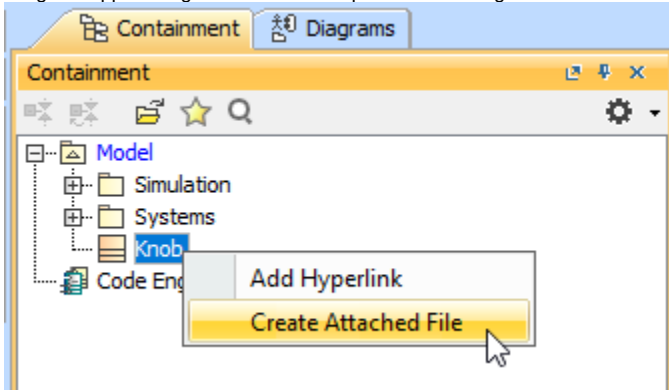 Containment
Diagrams
Containment
Model
Simulation
Systems
Knob
Code Eng
Add Hyperlink
Create Attached File